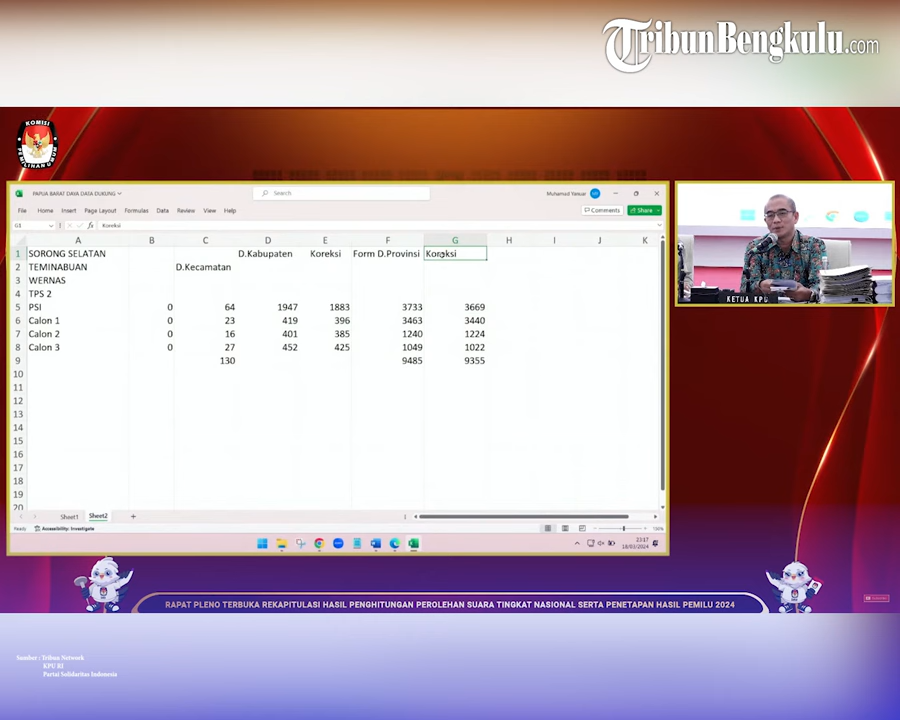 TribunBengkulu.com
KOMISI
PEMILIHAN UMUM
PAPUA BARAT DAYA DATA DUKUNG
Search
Muhamad Yanuar
File Home Insert Page Layout Formulas Data Review View Help
Comments Share
G1 fx Koreksi
A B C D E F G H I J K
1 SORONG SELATAN D.Kabupaten Koreksi Form D.Provinsi Koreksi
2 TEMINABUAN D.Kecamatan
3 WERNAS
4 TPS 2
5 PSI 0 64 1947 1883 3733 3669
6 Calon 1 0 23 419 396 3463 3440
7 Calon 2 0 16 401 385 1240 1224
8 Calon 3 0 27 452 425 1049 1022
9 130 9485 9355
10
11
12
13
14
15
16
17
18
19
20
Sheet1 Sheet2 +
Ready Accessibility: Investigate
23:17
18/03/2024
KETUA KPU
RAPAT PLENO TERBUKA REKAPITULASI HASIL PENGHITUNGAN PEROLEHAN SUARA TINGKAT NASIONAL SERTA PENETAPAN HASIL PEMILU 2024
Sumber : Tribun Network
KPU RI
Partai Solidaritas Indonesia